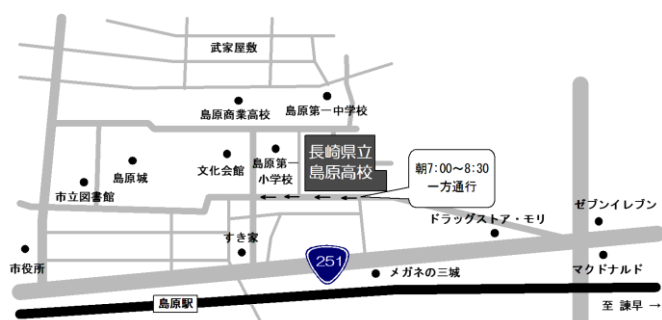 武家屋敷
島原商業高校
島原第一中学校
長崎県立
島原高校
朝7:00～8:30
一方通行
島原城
文化会館
島原第一
小学校
市立図書館
ドラッグストア・モリ
ゼブンイレブン
すき家
251
市役所
メガネの三城
マクドナルド
島原駅
至 諫早 →